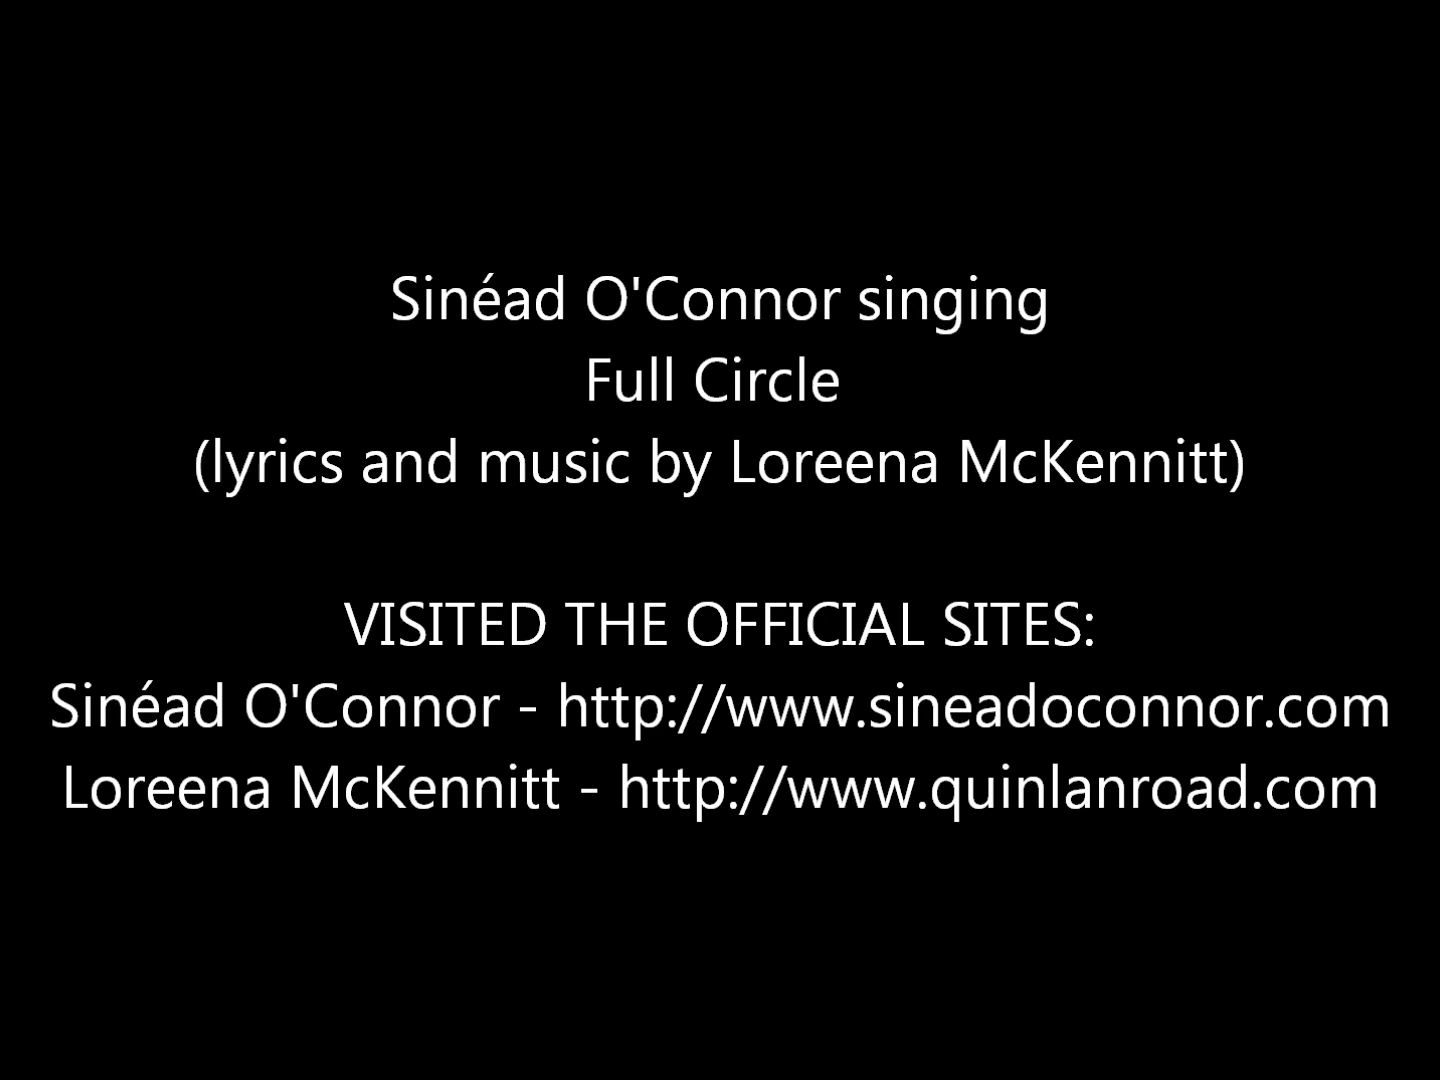 Sinéad O'Connor singing
Full Circle
(lyrics and music by Loreena McKennitt)
VISITED THE OFFICIAL SITES:
Sinéad O'Connor - http://www.sineadoconnor.com
Loreena McKennitt - http://www.quinlanroad.com